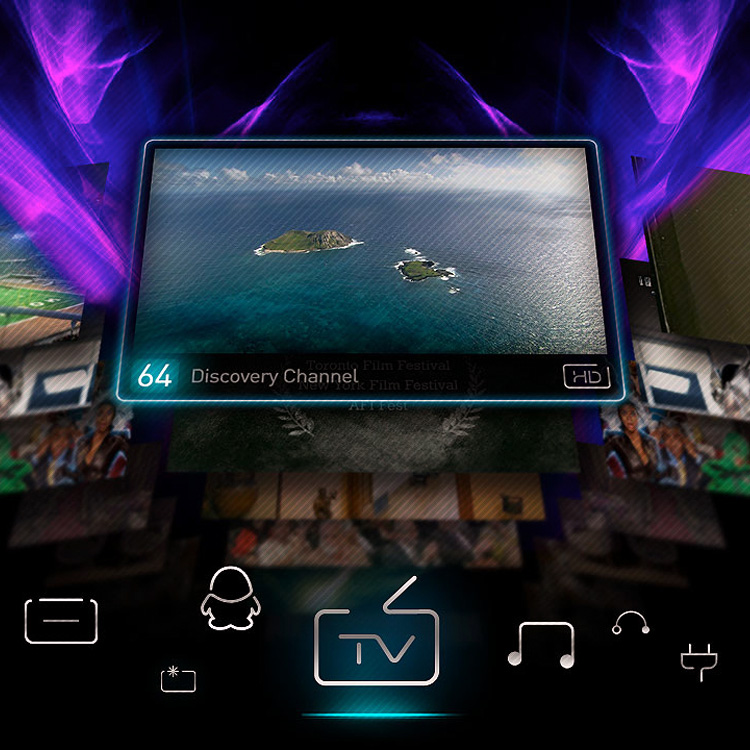 64 Discovery Channel HD
Toronto Film Festival
New York Film Festival
AFI Fest
TV